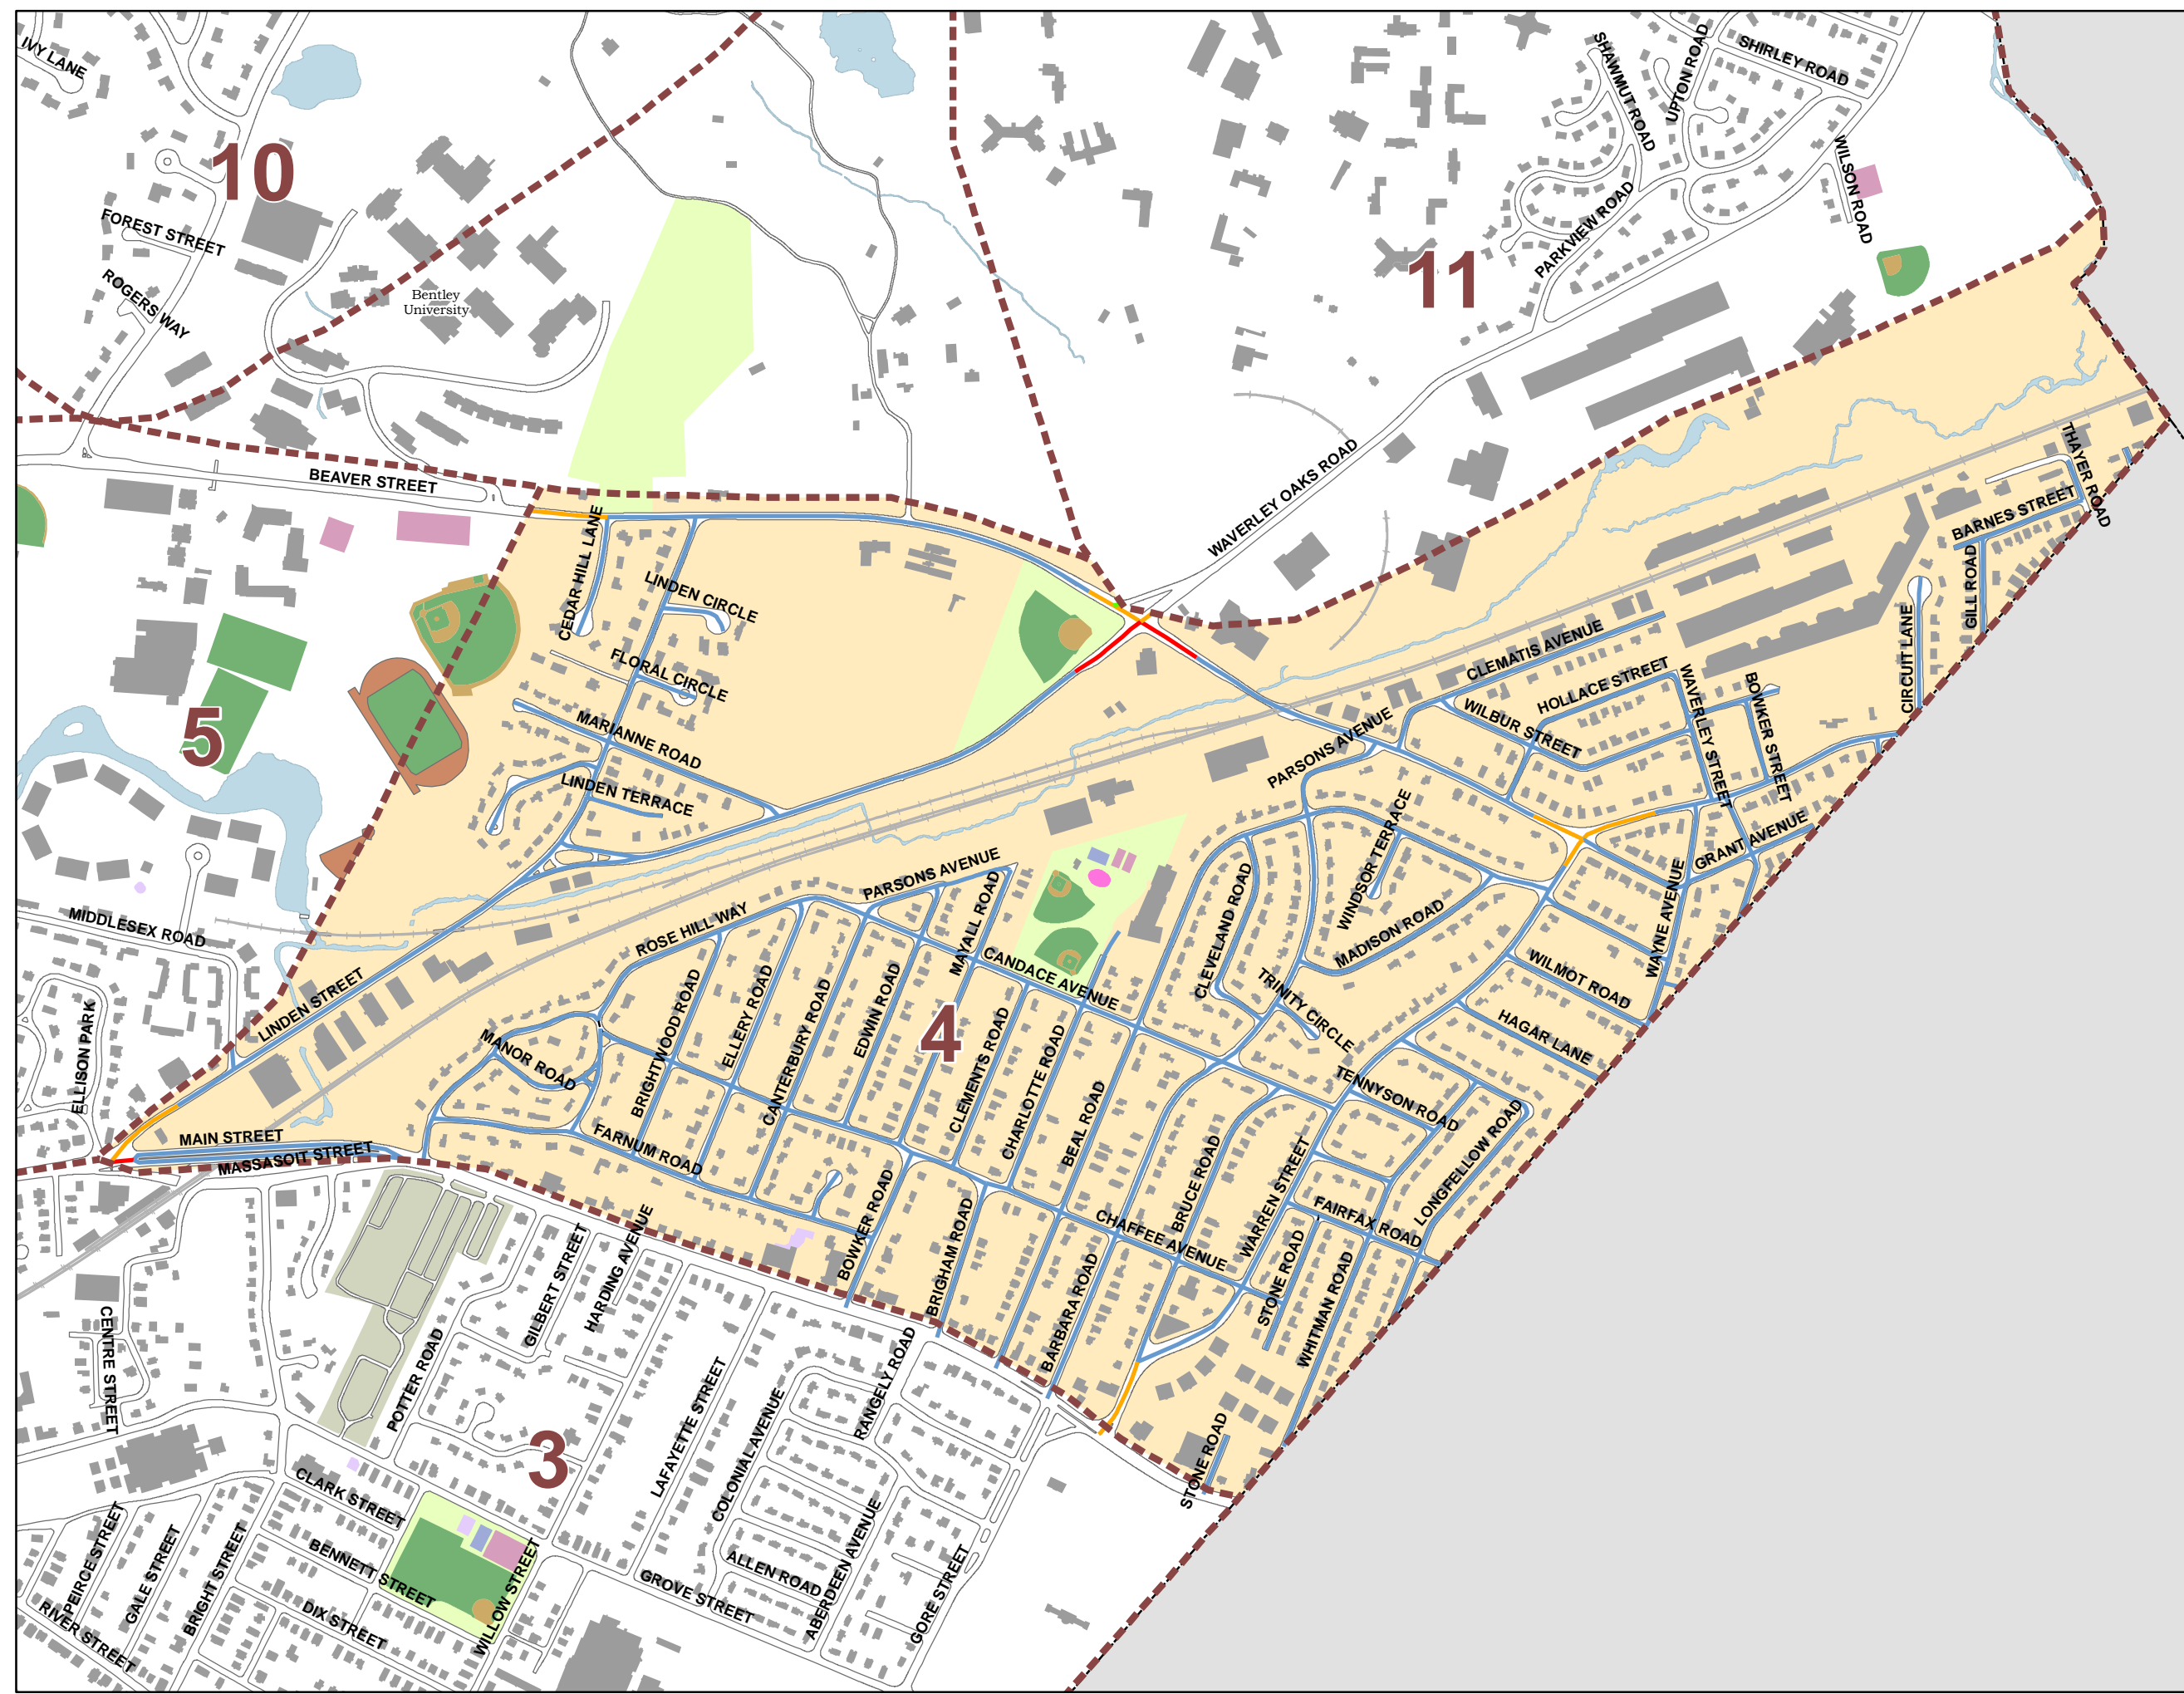 IVY LANE
SHAWMUT ROAD
UPTON ROAD
SHIRLEY ROAD
10
WILSON ROAD
FOREST STREET
PARKVIEW ROAD
11
ROGERS WAY
Bentley
University
BEAVER STREET
WAVERLEY OAKS ROAD
THAYER ROAD
BARNES STREET
GILL ROAD
CEDAR HILL LANE
LINDEN CIRCLE
CIRCUIT LANE
CLEMATIS AVENUE
FLORAL CIRCLE
HOLLACE STREET
WAVERLEY STREET
BOWKER STREET
WILBUR STREET
5
MARIANNE ROAD
PARSONS AVENUE
LINDEN TERRACE
WINDSOR TERRACE
GRANT AVENUE
PARSONS AVENUE
MAYALL ROAD
CLEVELAND ROAD
WAYNE AVENUE
MIDDLESEX ROAD
ROSE HILL WAY
MADISON ROAD
CANDACE AVENUE
WILMOT ROAD
LINDEN STREET
TRINITY CIRCLE
HAGAR LANE
BRIGHTWOOD ROAD
ELLERY ROAD
CANTERBURY ROAD
EDWIN ROAD
4
ELLISON PARK
MANOR ROAD
CLEMENTS ROAD
CHARLOTTE ROAD
BEAL ROAD
TENNYSON ROAD
LONGFELLOW ROAD
MAIN STREET
MASSASOIT STREET
FARNUM ROAD
BRUCE ROAD
WARREN STREET
BOWKER ROAD
BRIGHAM ROAD
CHAFFEE AVENUE
FAIRFAX ROAD
STONE ROAD
WHITMAN ROAD
BARBARA ROAD
GILBERT STREET
HARDING AVENUE
CENTRE STREET
POTTER ROAD
LAFAYETTE STREET
COLONIAL AVENUE
RANGELY ROAD
STONE ROAD
3
CLARK STREET
PEIRCE STREET
GALE STREET
BRIGHT STREET
BENNETT STREET
WILLOW STREET
ALLEN ROAD
ABERDEEN AVENUE
GORE STREET
GROVE STREET
RIVER STREET
DIX STREET